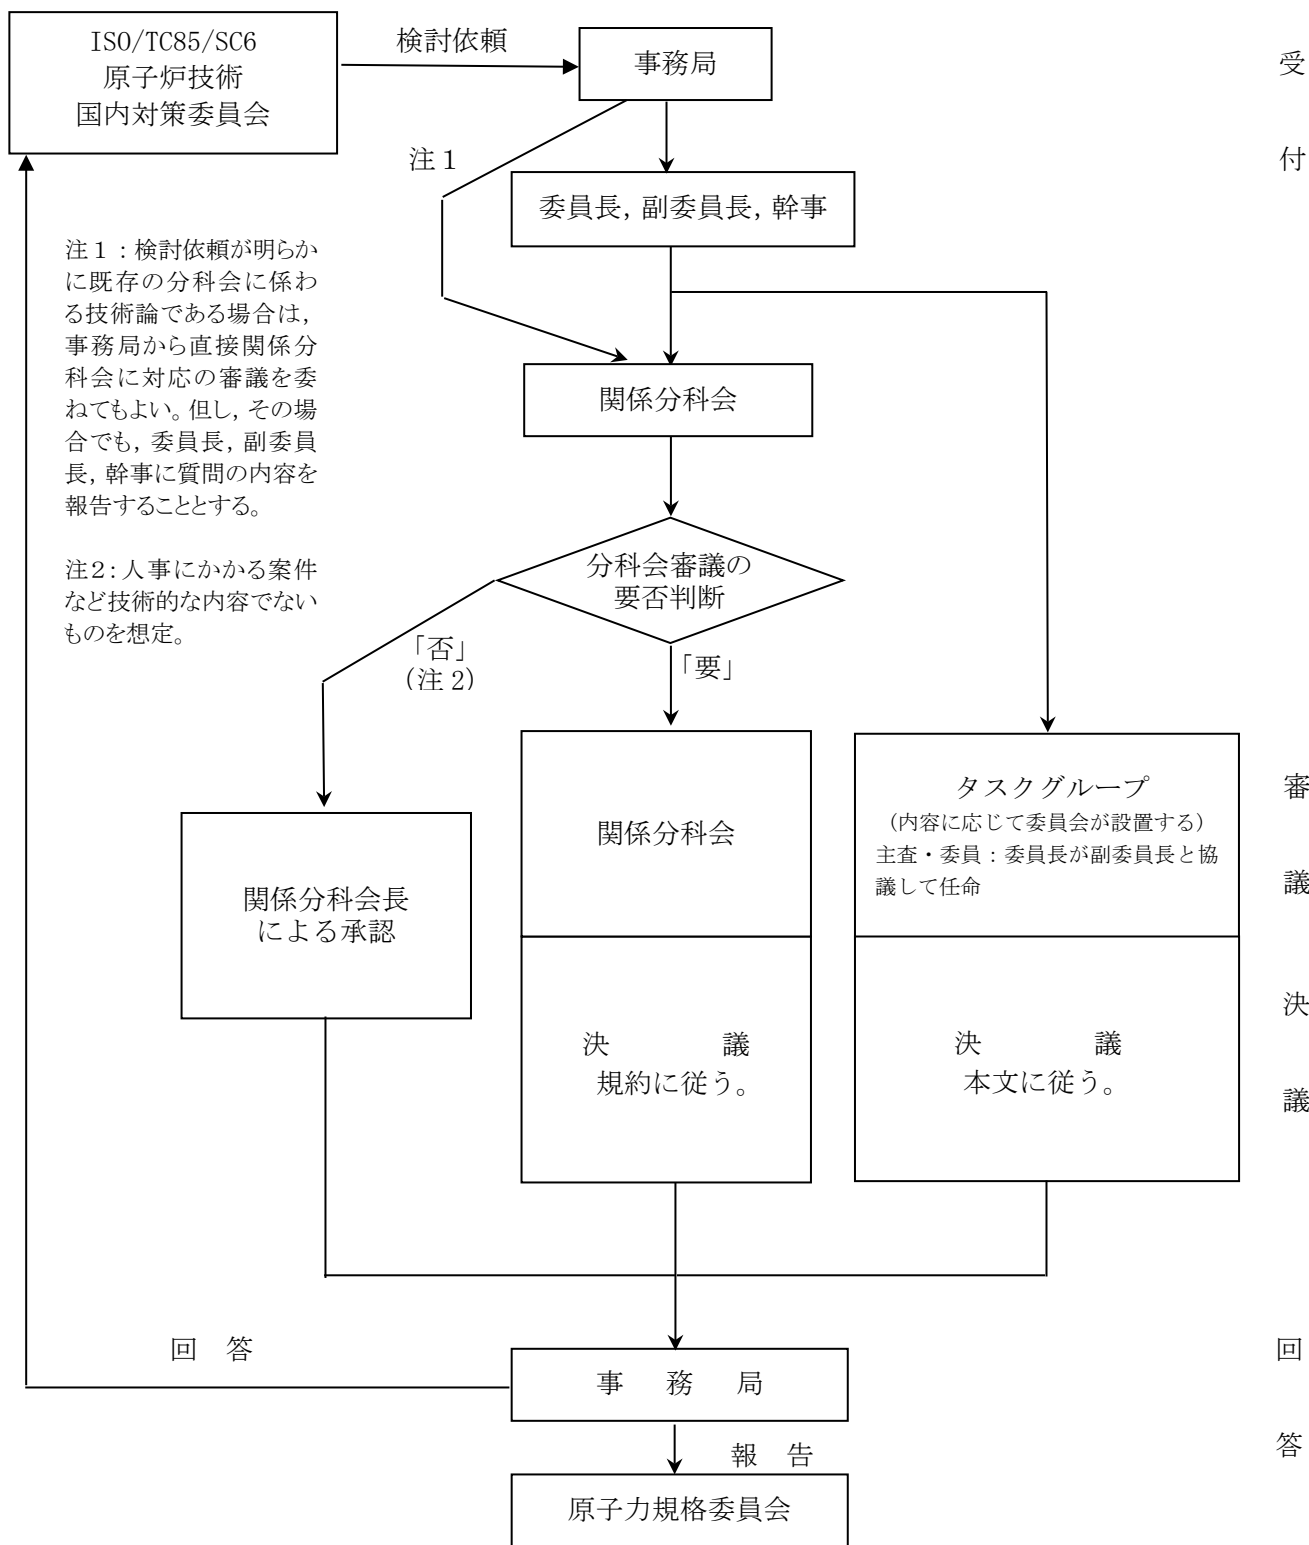 ISO/TC85/SC6
原子炉技術
国内対策委員会
検討依頼
事務局
受
付
注１
委員長，副委員長，幹事
注１：検討依頼が明らか
に既存の分科会に係わ
る技術論である場合は，
事務局から直接関係分
科会に対応の審議を委
ねてもよい。但し，その場
合でも，委員長，副委員
長，幹事に質問の内容を
報告することとする。
注２：人事にかかる案件
など技術的な内容でない
ものを想定。
関係分科会
分科会審議の
要否判断
「否」
(注 2)
「要」
関係分科会長
による承認
関係分科会
決　　　　議
規約に従う。
タスクグループ
（内容に応じて委員会が設置する）
主査・委員：委員長が副委員長と協
議して任命
決　　　　議
本文に従う。
審
議
決
議
回　答
事　務　局
報　告
原子力規格委員会
回
答